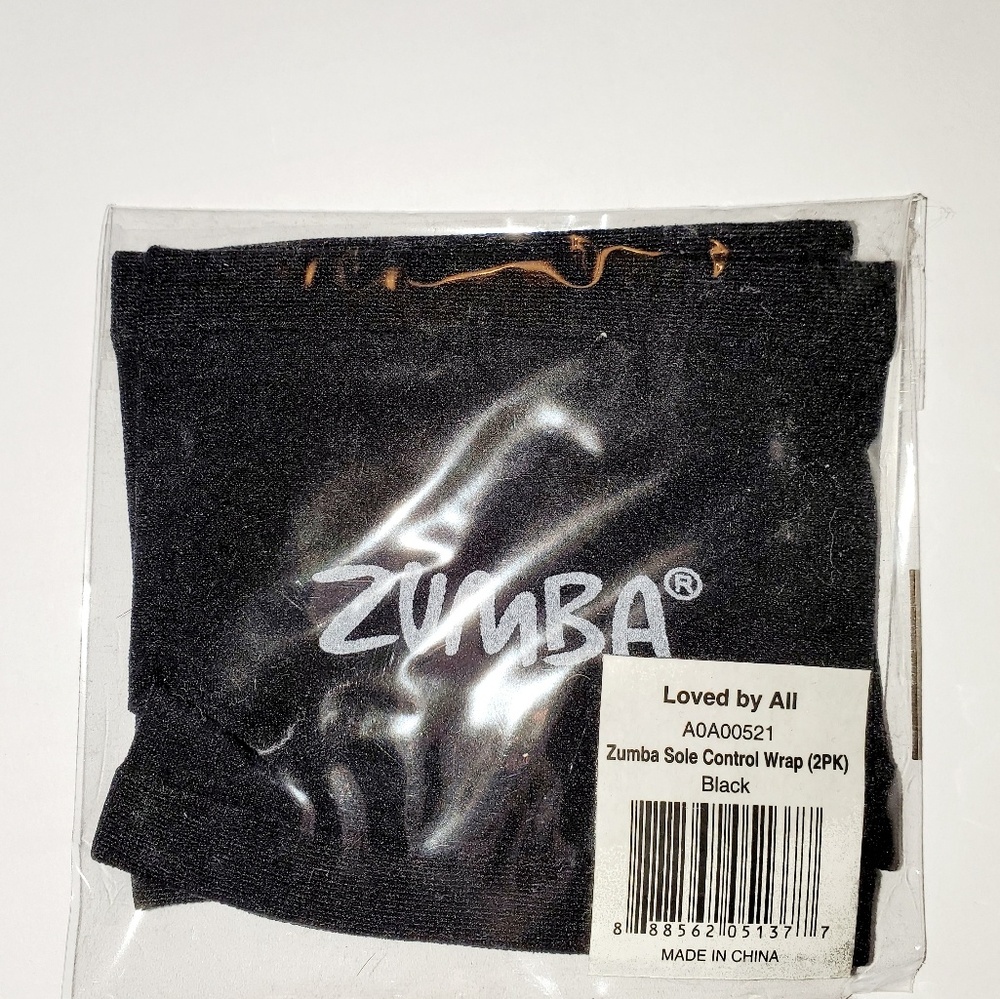 ZUMBA®
Loved by All
A0A00521
Zumba Sole Control Wrap (2PK)
Black
8 88562 05137 7
MADE IN CHINA